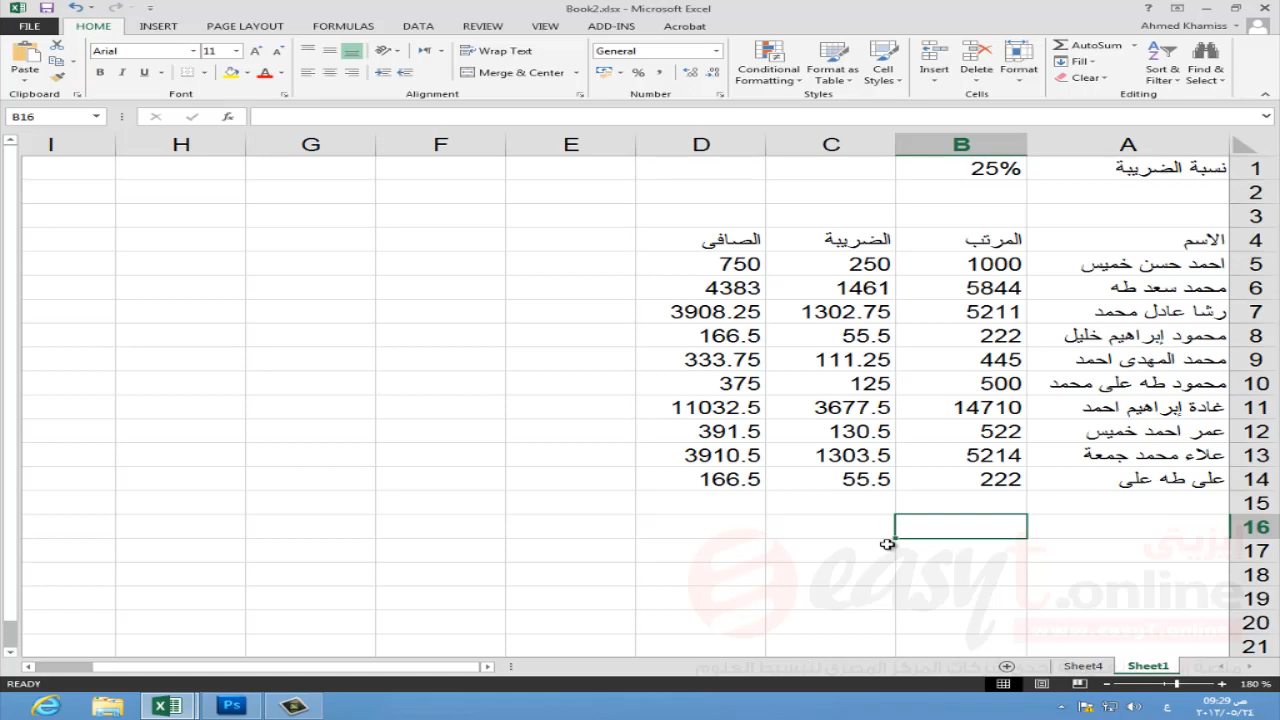 Book2.xlsx - Microsoft Excel
FILE HOME INSERT PAGE LAYOUT FORMULAS DATA REVIEW VIEW ADD-INS Acrobat Ahmed Khamiss
Paste Arial 11 Wrap Text General Conditional Formatting Format as Table Cell Styles Insert Delete Format AutoSum Sort & Filter Find & Select
B I U Merge & Center % , Fill
Clear
Clipboard Font Alignment Number Styles Cells Editing
B16 fx
I H G F E D C B A
25% نسبة الضريبة 1
2
3
الصافى الضريبة المرتب الاسم 4
750 250 1000 احمد حسن خميس 5
4383 1461 5844 محمد سعد طه 6
3908.25 1302.75 5211 رشا عادل محمد 7
166.5 55.5 222 محمود إبراهيم خليل 8
333.75 111.25 445 محمد المهدى احمد 9
375 125 500 محمود طه على محمد 10
11032.5 3677.5 14710 غادة إبراهيم احمد 11
391.5 130.5 522 عمر احمد خميس 12
3910.5 1303.5 5214 علاء محمد جمعة 13
166.5 55.5 222 على طه على 14
15
16
إيزيتى 17
easyt.online 18
19
20
21
Sheet4 Sheet1
READY 180 %
Ps ع 09:29 ص
٢٠١٣/٠٥/٢٤